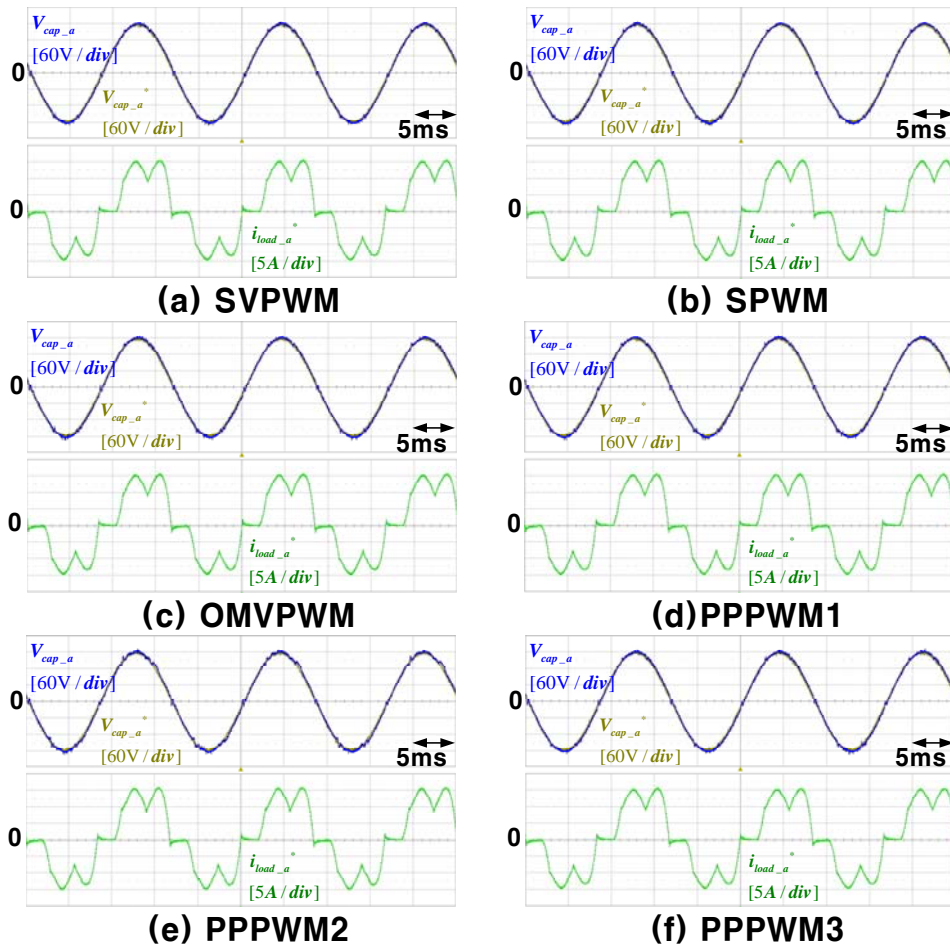 V_cap_a
[60V / div]
0
V_cap_a*
[60V / div]
5ms
0
i_load_a*
[5A / div]
(a) SVPWM
V_cap_a
[60V / div]
0
V_cap_a*
[60V / div]
5ms
0
i_load_a*
[5A / div]
(b) SPWM
V_cap_a
[60V / div]
0
V_cap_a*
[60V / div]
5ms
0
i_load_a*
[5A / div]
(c) OMVPWM
V_cap_a
[60V / div]
0
V_cap_a*
[60V / div]
5ms
0
i_load_a*
[5A / div]
(d)PPPWM1
V_cap_a
[60V / div]
0
V_cap_a*
[60V / div]
5ms
0
i_load_a*
[5A / div]
(e) PPPWM2
V_cap_a
[60V / div]
0
V_cap_a*
[60V / div]
5ms
0
i_load_a*
[5A / div]
(f) PPPWM3